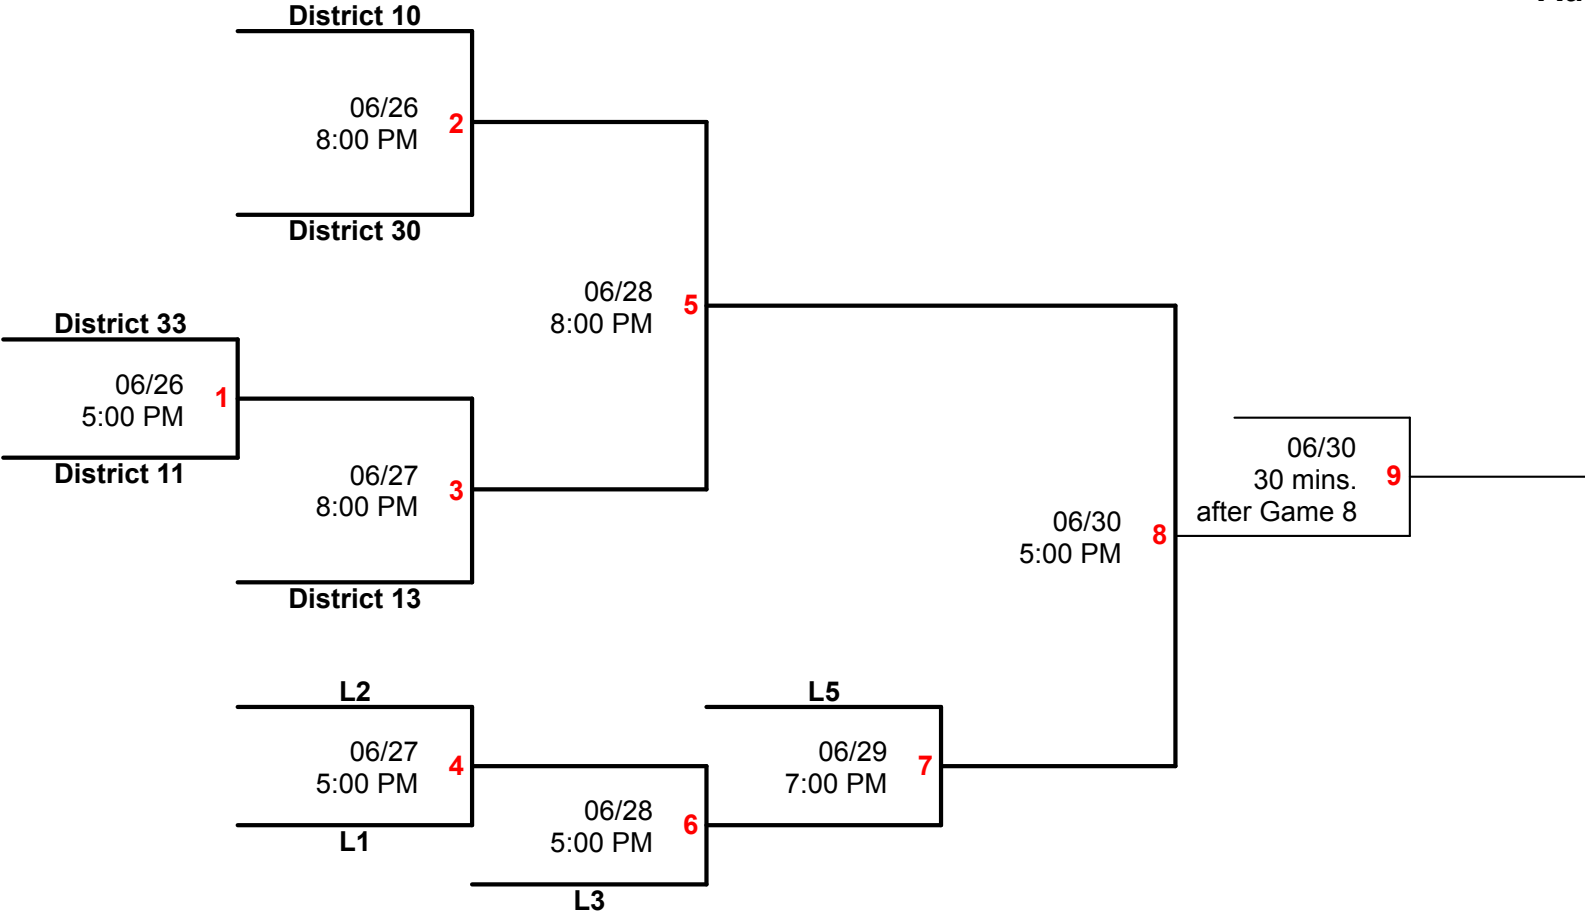 District 10
06/26
8:00 PM
2
District 30
06/28
8:00 PM
5
District 33
06/26
5:00 PM
1
District 11
06/27
8:00 PM
3
District 13
06/30
5:00 PM
8
06/30
30 mins.
after Game 8
9
L2
06/27
5:00 PM
4
L1
06/28
5:00 PM
6
L3
L5
06/29
7:00 PM
7